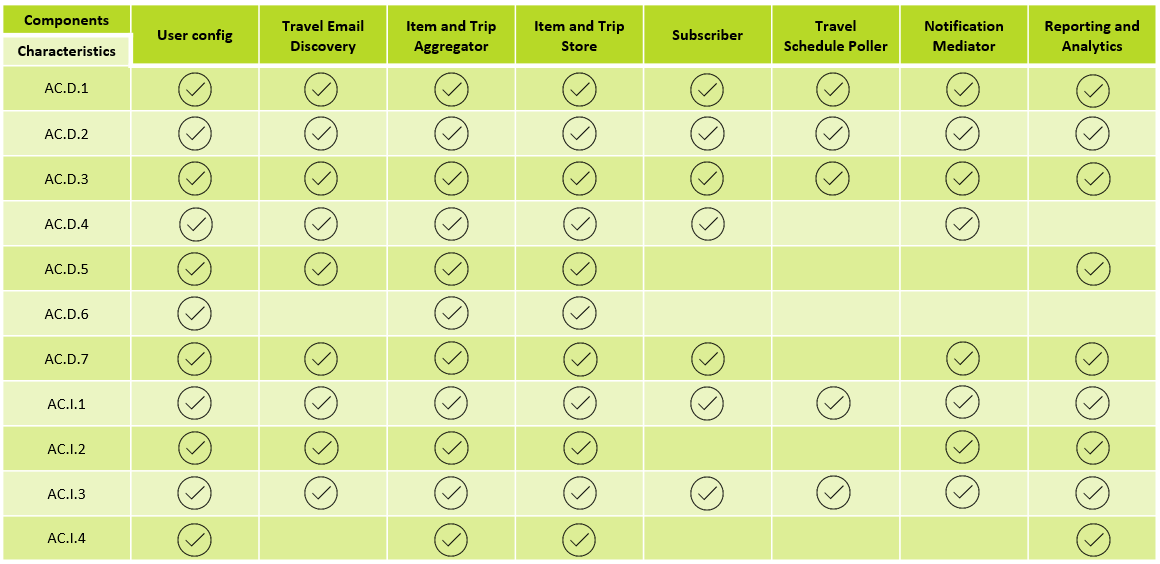 Components
Characteristics
User config
Travel Email
Discovery
Item and Trip
Aggregator
Item and Trip
Store
Subscriber
Travel
Schedule Poller
Notification
Mediator
Reporting and
Analytics
AC.D.1
AC.D.2
AC.D.3
AC.D.4
AC.D.5
AC.D.6
AC.D.7
AC.I.1
AC.I.2
AC.I.3
AC.I.4